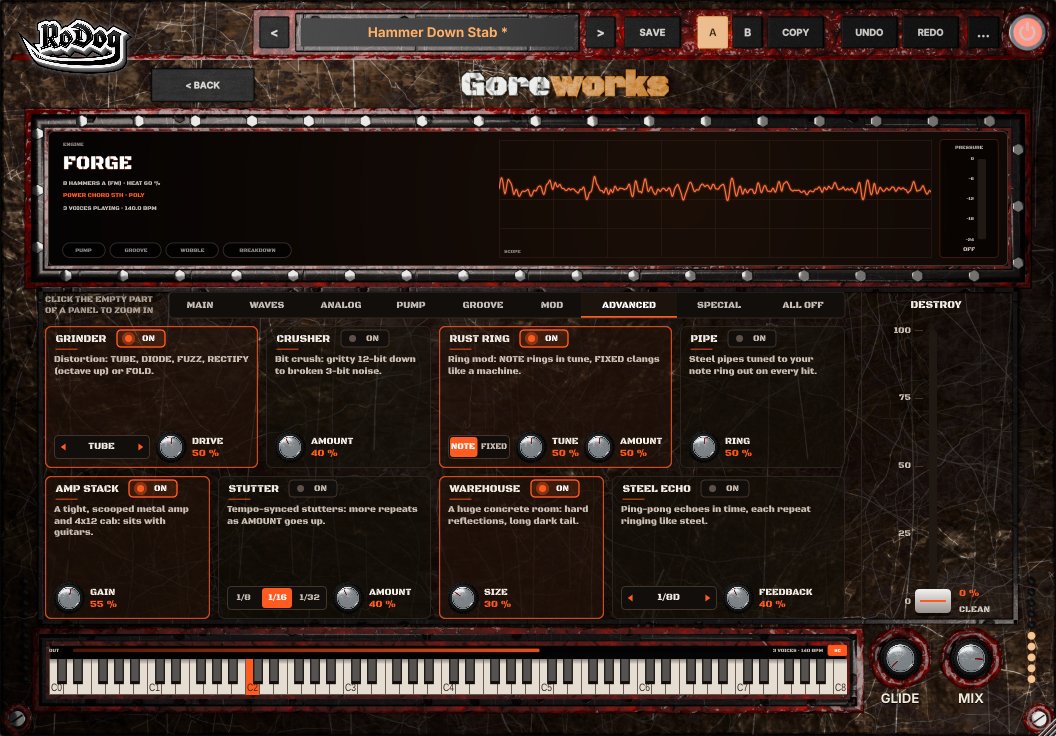 RoDog
<
Hammer Down Stab *
>
SAVE
A
B
COPY
UNDO
REDO
...
< BACK
Goreworks
ENGINE
FORGE
8 HAMMERS A (FM) · HEAT 60 %
POWER CHORD 5TH · POLY
3 VOICES PLAYING · 140.0 BPM
PUMP
GROOVE
WOBBLE
BREAKDOWN
SCOPE
PRESSURE
0
-6
-12
-18
-24
OFF
CLICK THE EMPTY PART
OF A PANEL TO ZOOM IN
MAIN
WAVES
ANALOG
PUMP
GROOVE
MOD
ADVANCED
SPECIAL
ALL OFF
DESTROY
GRINDER
ON
Distortion: TUBE, DIODE, FUZZ, RECTIFY
(octave up) or FOLD.
TUBE
DRIVE
50 %
CRUSHER
ON
Bit crush: gritty 12-bit down
to broken 3-bit noise.
AMOUNT
40 %
RUST RING
ON
Ring mod: NOTE rings in tune, FIXED clangs
like a machine.
NOTE
FIXED
TUNE
50 %
AMOUNT
50 %
PIPE
ON
Steel pipes tuned to your
note ring out on every hit.
RING
50 %
AMP STACK
ON
A tight, scooped metal amp
and 4x12 cab: sits with
guitars.
GAIN
55 %
STUTTER
ON
Tempo-synced stutters: more repeats
as AMOUNT goes up.
1/8
1/16
1/32
AMOUNT
40 %
WAREHOUSE
ON
A huge concrete room: hard
reflections, long dark tail.
SIZE
30 %
STEEL ECHO
ON
Ping-pong echoes in time, each repeat
ringing like steel.
1/8D
FEEDBACK
40 %
100
75
50
25
0
0 %
CLEAN
OUT
3 VOICES · 140 BPM
C0
C1
C2
C3
C4
C5
C6
C7
C8
GLIDE
MIX